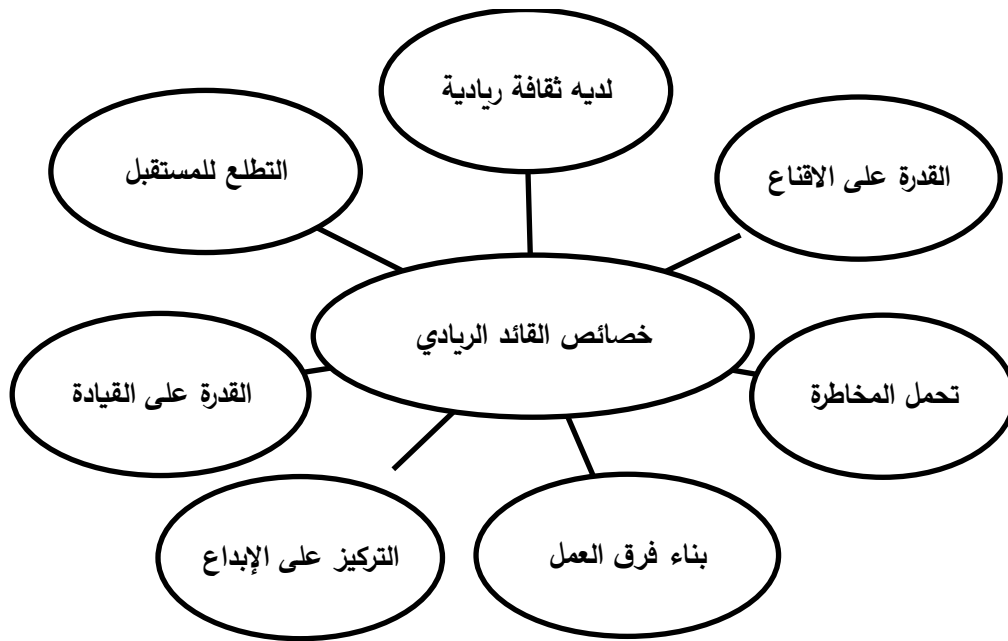 لديه ثقافة ريادية
القدرة على الاقناع
التطلع للمستقبل
خصائص القائد الريادي
تحمل المخاطرة
القدرة على القيادة
بناء فرق العمل
التركيز على الإبداع